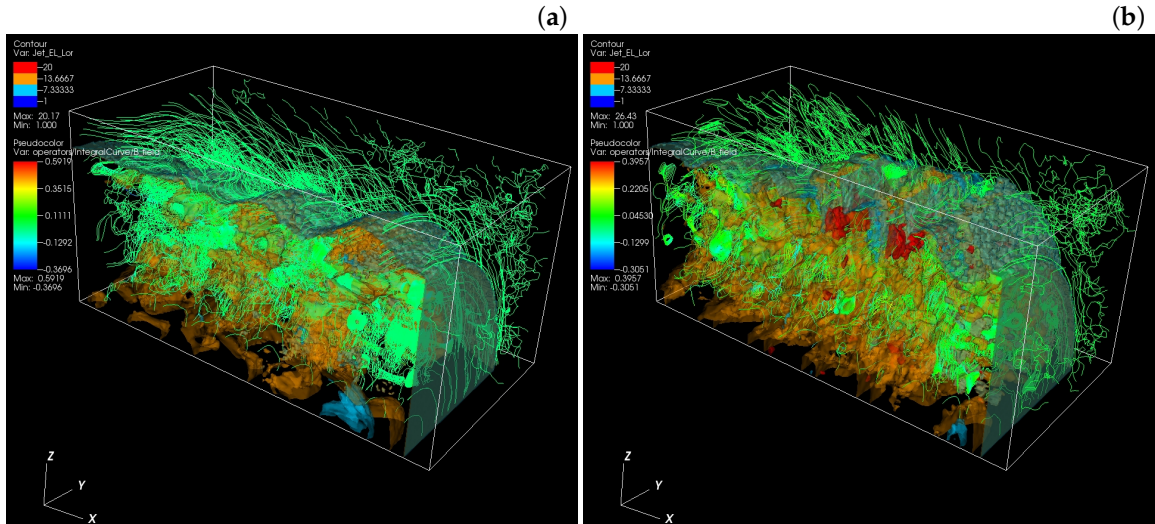 (a)
Contour
Var: Jet_EL_Lor
20
13.6667
7.33333
1
Max: 20.17
Min: 1.000
Pseudocolor
Var: operators/IntegralCurve/B_field
0.5919
0.3515
0.1111
-0.1292
-0.3696
Max: 0.5919
Min: -0.3696
Z
Y
X
(b)
Contour
Var: Jet_EL_Lor
20
13.6667
7.33333
1
Max: 26.43
Min: 1.000
Pseudocolor
Var: operators/IntegralCurve/B_field
0.3957
0.2205
0.04530
-0.1299
-0.3051
Max: 0.3957
Min: -0.3051
Z
Y
X